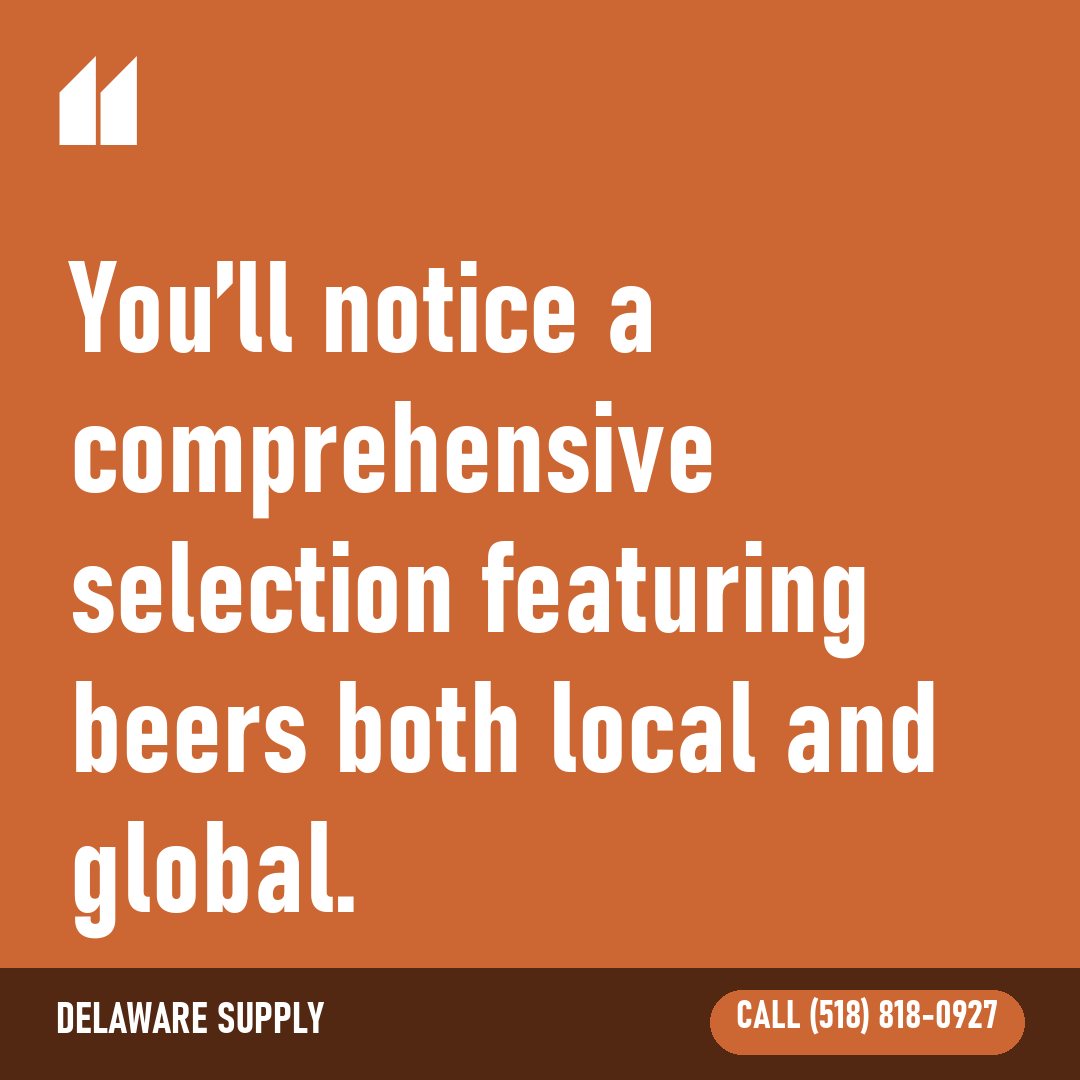 “
You’ll notice a
comprehensive
selection featuring
beers both local and
global.
DELAWARE SUPPLY
CALL (518) 818-0927